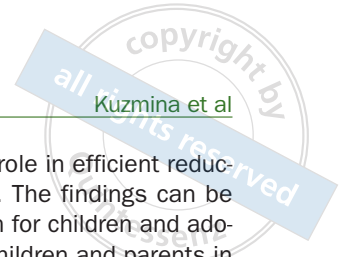 copyright by
all rights reserved
Kuzmina et al
role in efficient reduc-
. The findings can be
n for children and ado-
hildren and parents in
Quintessenz